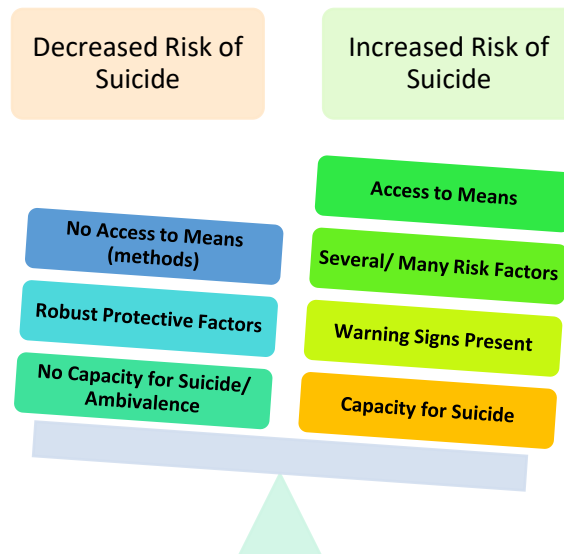 Decreased Risk of
Suicide
Increased Risk of
Suicide
No Access to Means
(methods)
Robust Protective Factors
No Capacity for Suicide/
Ambivalence
Access to Means
Several/ Many Risk Factors
Warning Signs Present
Capacity for Suicide